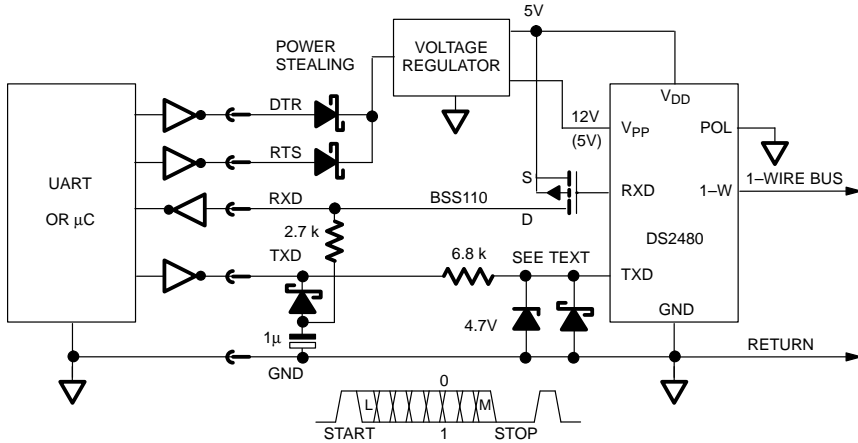 5V
POWER
STEALING
VOLTAGE
REGULATOR
VDD
DTR
12V
(5V)
VPP
POL
RTS
UART
OR μC
S
RXD
1–W
1–WIRE BUS
RXD
BSS110
D
2.7 k
DS2480
TXD
6.8 k
SEE TEXT
TXD
GND
1μ
4.7V
RETURN
GND
0
L
M
START
1
STOP